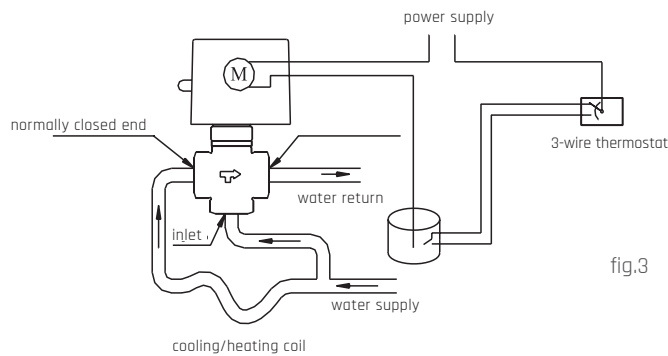 power supply
M
normally closed end
3-wire thermostat
water return
inlet
fig.3
water supply
cooling/heating coil